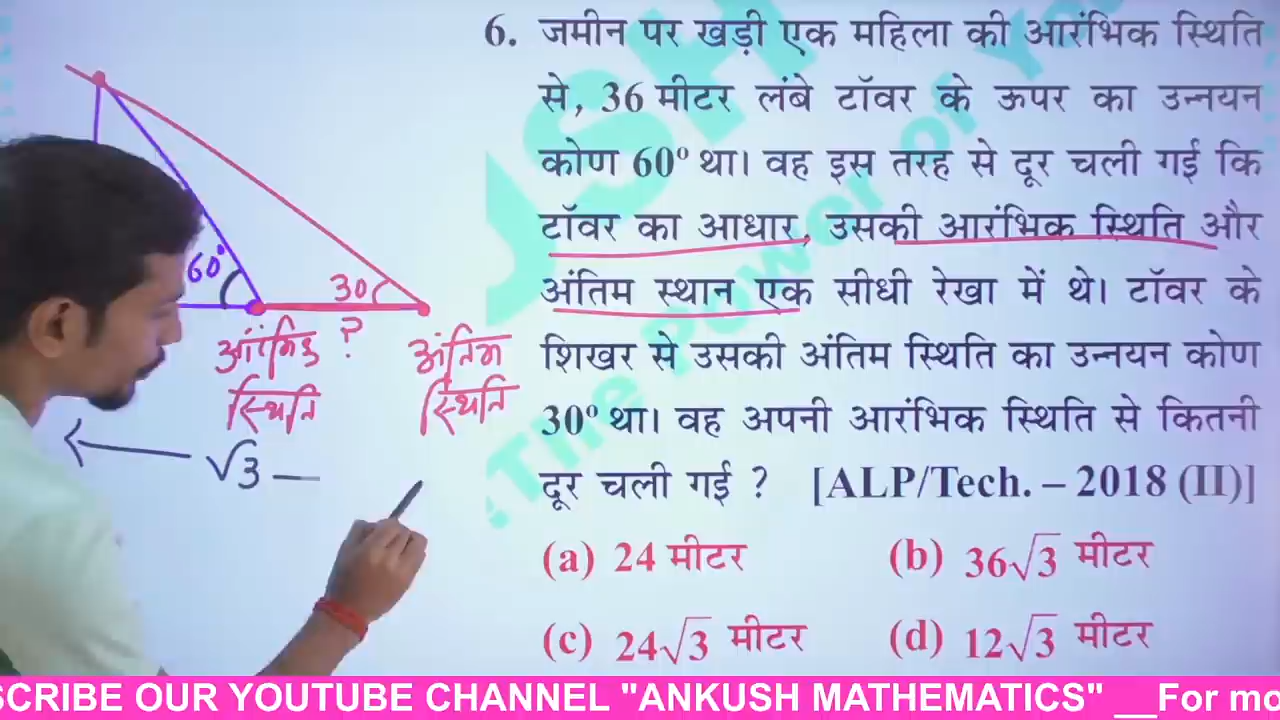 6. जमीन पर खड़ी एक महिला की आरंभिक स्थिति
से, 36 मीटर लंबे टॉवर के ऊपर का उन्नयन
कोण 60º था। वह इस तरह से दूर चली गई कि
टॉवर का आधार, उसकी आरंभिक स्थिति और
अंतिम स्थान एक सीधी रेखा में थे। टॉवर के
शिखर से उसकी अंतिम स्थिति का उन्नयन कोण
30º था। वह अपनी आरंभिक स्थिति से कितनी
दूर चली गई ? [ALP/Tech. – 2018 (II)]
(a) 24 मीटर (b) 36√3 मीटर
(c) 24√3 मीटर (d) 12√3 मीटर
60°
30
?
आरंभिक
स्थिति
अंतिम
स्थिति
√3 —
SCRIBE OUR YOUTUBE CHANNEL "ANKUSH MATHEMATICS" __For mo